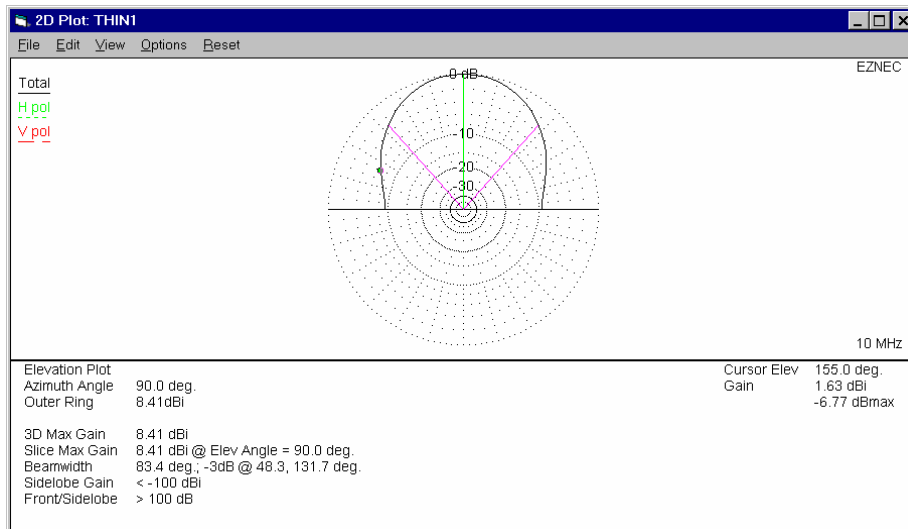 2D Plot: THIN1
File Edit View Options Reset
EZNEC
Total
H pol
V pol
0 dB
-10
-20
-30
10 MHz
Elevation Plot
Azimuth Angle 90.0 deg.
Outer Ring 8.41dBi
3D Max Gain 8.41 dBi
Slice Max Gain 8.41 dBi @ Elev Angle = 90.0 deg.
Beamwidth 83.4 deg.; -3dB @ 48.3, 131.7 deg.
Sidelobe Gain < -100 dBi
Front/Sidelobe > 100 dB
Cursor Elev 155.0 deg.
Gain 1.63 dBi
-6.77 dBmax